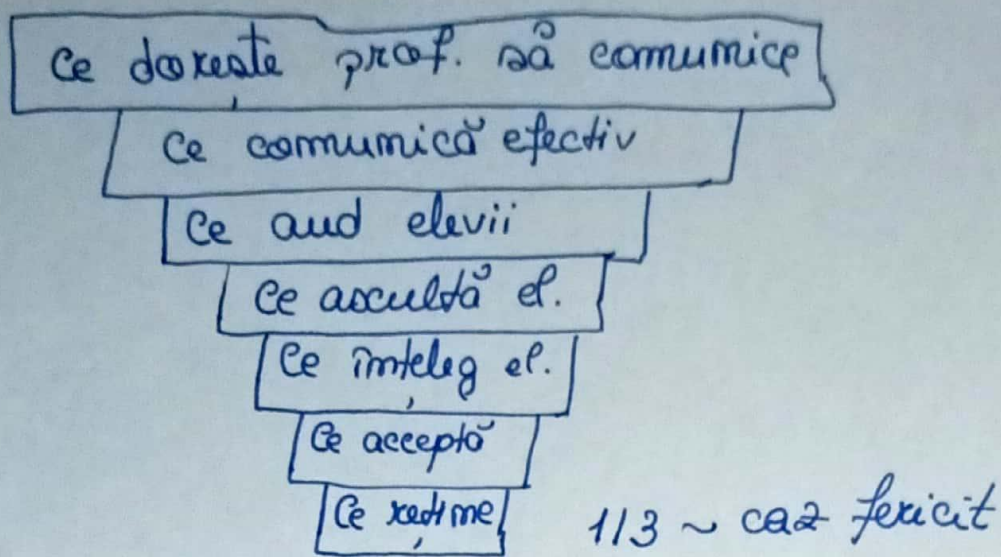 Ce dorește prof. să comunice
Ce comunică efectiv
Ce aud elevii
Ce ascultă el.
Ce înțeleg el.
Ce acceptă
Ce reține
1/3 ~ caz fericit